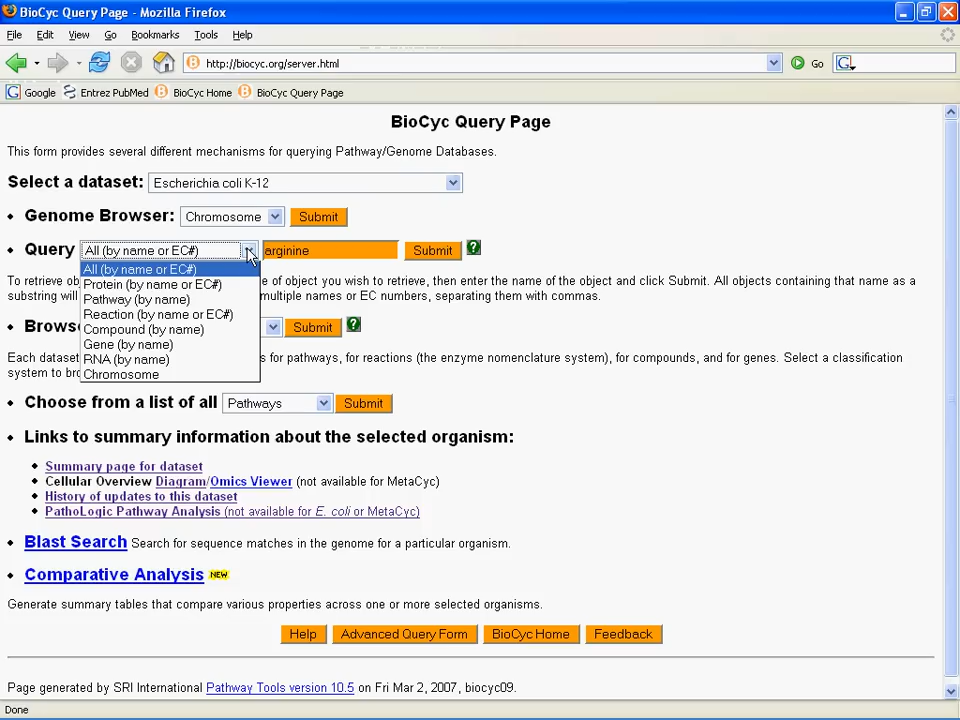 BioCyc Query Page - Mozilla Firefox
File Edit View Go Bookmarks Tools Help
http://biocyc.org/server.html Go G
Google Entrez PubMed BioCyc Home BioCyc Query Page
BioCyc Query Page
This form provides several different mechanisms for querying Pathway/Genome Databases.
Select a dataset: Escherichia coli K-12
Genome Browser: Chromosome Submit
Query All (by name or EC#) arginine Submit ?
All (by name or EC#)
Protein (by name or EC#)
Pathway (by name)
Reaction (by name or EC#)
Compound (by name)
Gene (by name)
RNA (by name)
Chromosome
To retrieve of object you wish to retrieve, then enter the name of the object and click Submit. All objects containing that name as a
substring will multiple names or EC numbers, separating them with commas.
Submit ?
Each dataset for pathways, for reactions (the enzyme nomenclature system), for compounds, and for genes. Select a classification
system to
Choose from a list of all Pathways Submit
Links to summary information about the selected organism:
Summary page for dataset
Cellular Overview Diagram/Omics Viewer (not available for MetaCyc)
History of updates to this dataset
PathoLogic Pathway Analysis (not available for E. coli or MetaCyc)
Blast Search Search for sequence matches in the genome for a particular organism.
Comparative Analysis NEW
Generate summary tables that compare various properties across one or more selected organisms.
Help Advanced Query Form BioCyc Home Feedback
Page generated by SRI International Pathway Tools version 10.5 on Fri Mar 2, 2007, biocyc09.
Done